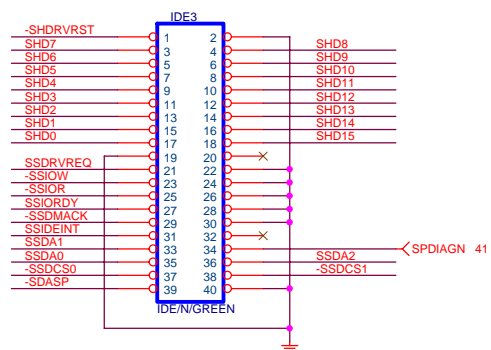 IDE3
-SHDRVRST 1 2
SHD7 3 4 SHD8
SHD6 5 6 SHD9
SHD5 7 8 SHD10
SHD4 9 10 SHD11
SHD3 11 12 SHD12
SHD2 13 14 SHD13
SHD1 15 16 SHD14
SHD0 17 18 SHD15
19 20
SSDRVREQ 21 22
-SSIOW 23 24
-SSIOR 25 26
SSIORDY 27 28
-SSDMACK 29 30
SSIDEINT 31 32
SSDA1 33 34 SPDIAGN 41
SSDA0 35 36 SSDA2
-SSDCS0 37 38 -SSDCS1
-SDASP 39 40
IDE/N/GREEN